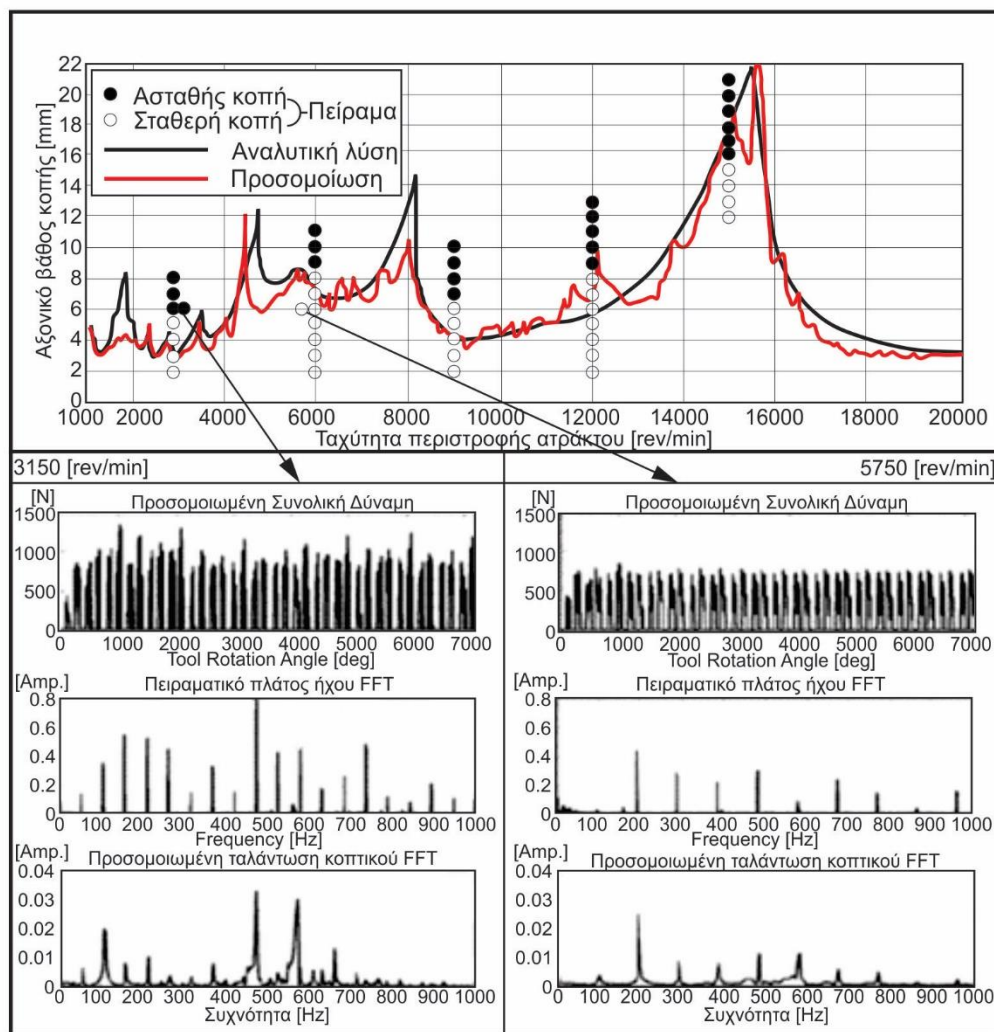 22
20
18
16
14
12
10
8
6
4
2
0
Αξονικό βάθος κοπής [mm]
Ασταθής κοπή
Σταθερή κοπή
Πείραμα
Αναλυτική λύση
Προσομοίωση
1000 2000 4000 6000 8000 10000 12000 14000 16000 18000 20000
Ταχύτητα περιστροφής ατράκτου [rev/min]
3150 [rev/min]
[N]
Προσομοιωμένη Συνολική Δύναμη
1500
1000
500
0
0 1000 2000 3000 4000 5000 6000 7000
Tool Rotation Angle [deg]
[Amp.]
Πειραματικό πλάτος ήχου FFT
0.8
0.6
0.4
0.2
0
0 100 200 300 400 500 600 700 800 900 1000
Frequency [Hz]
[Amp.]
Προσομοιωμένη ταλάντωση κοπτικού FFT
0.04
0.03
0.02
0.01
0
0 100 200 300 400 500 600 700 800 900 1000
Συχνότητα [Hz]
5750 [rev/min]
[N]
Προσομοιωμένη Συνολική Δύναμη
1500
1000
500
0
0 1000 2000 3000 4000 5000 6000 7000
Tool Rotation Angle [deg]
[Amp.]
Πειραματικό πλάτος ήχου FFT
0.8
0.6
0.4
0.2
0
0 100 200 300 400 500 600 700 800 900 1000
Frequency [Hz]
[Amp.]
Προσομοιωμένη ταλάντωση κοπτικού FFT
0.04
0.03
0.02
0.01
0
0 100 200 300 400 500 600 700 800 900 1000
Συχνότητα [Hz]